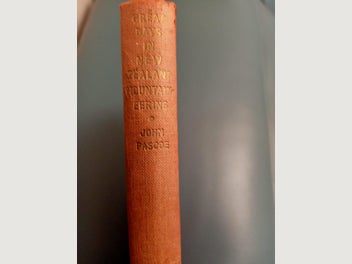 GREAT
DAYS
IN
NEW
ZEALAND
MOUNTAIN-
EERING
JOHN
PASCOE